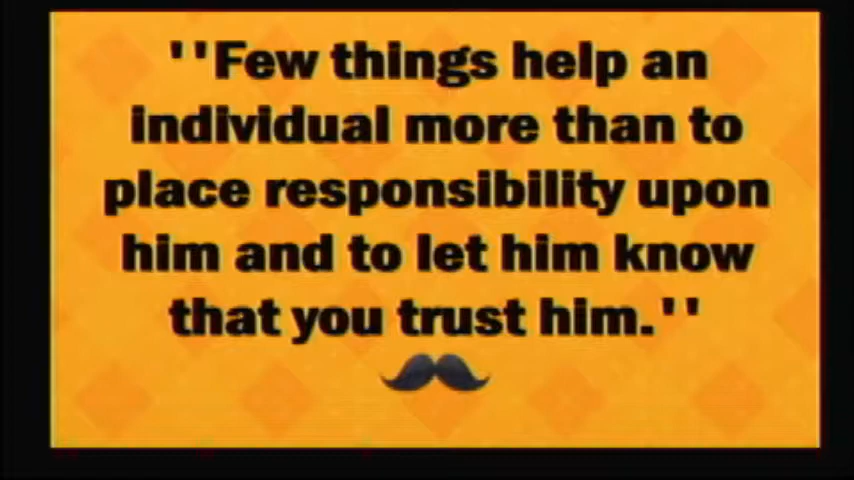 ''Few things help an
individual more than to
place responsibility upon
him and to let him know
that you trust him.''